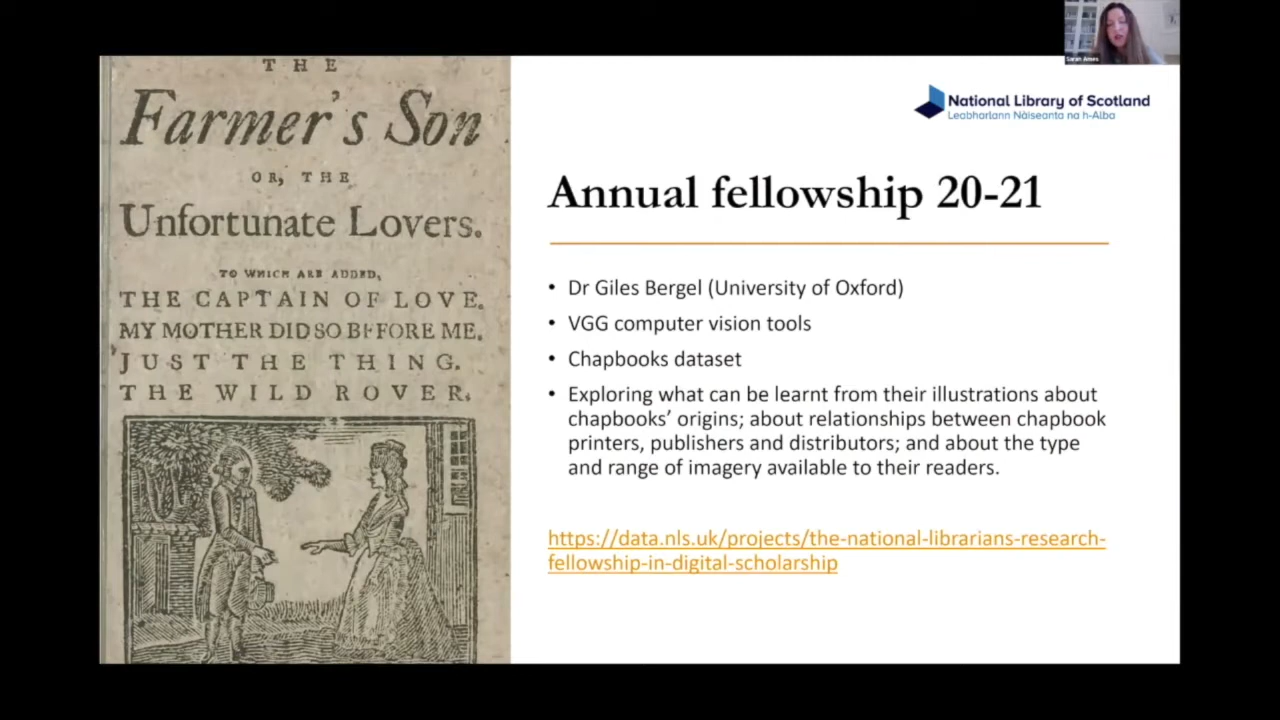 THE
Farmer's Son
OR, THE
Unfortunate Lovers.
TO WHICH ARE ADDED,
THE CAPTAIN OF LOVE.
MY MOTHER DID SO BEFORE ME.
JUST THE THING.
THE WILD ROVER.
Sarah Ames
National Library of Scotland
Leabharlann Nàiseanta na h-Alba
Annual fellowship 20-21
• Dr Giles Bergel (University of Oxford)
• VGG computer vision tools
• Chapbooks dataset
• Exploring what can be learnt from their illustrations about
chapbooks’ origins; about relationships between chapbook
printers, publishers and distributors; and about the type
and range of imagery available to their readers.
https://data.nls.uk/projects/the-national-librarians-research-
fellowship-in-digital-scholarship